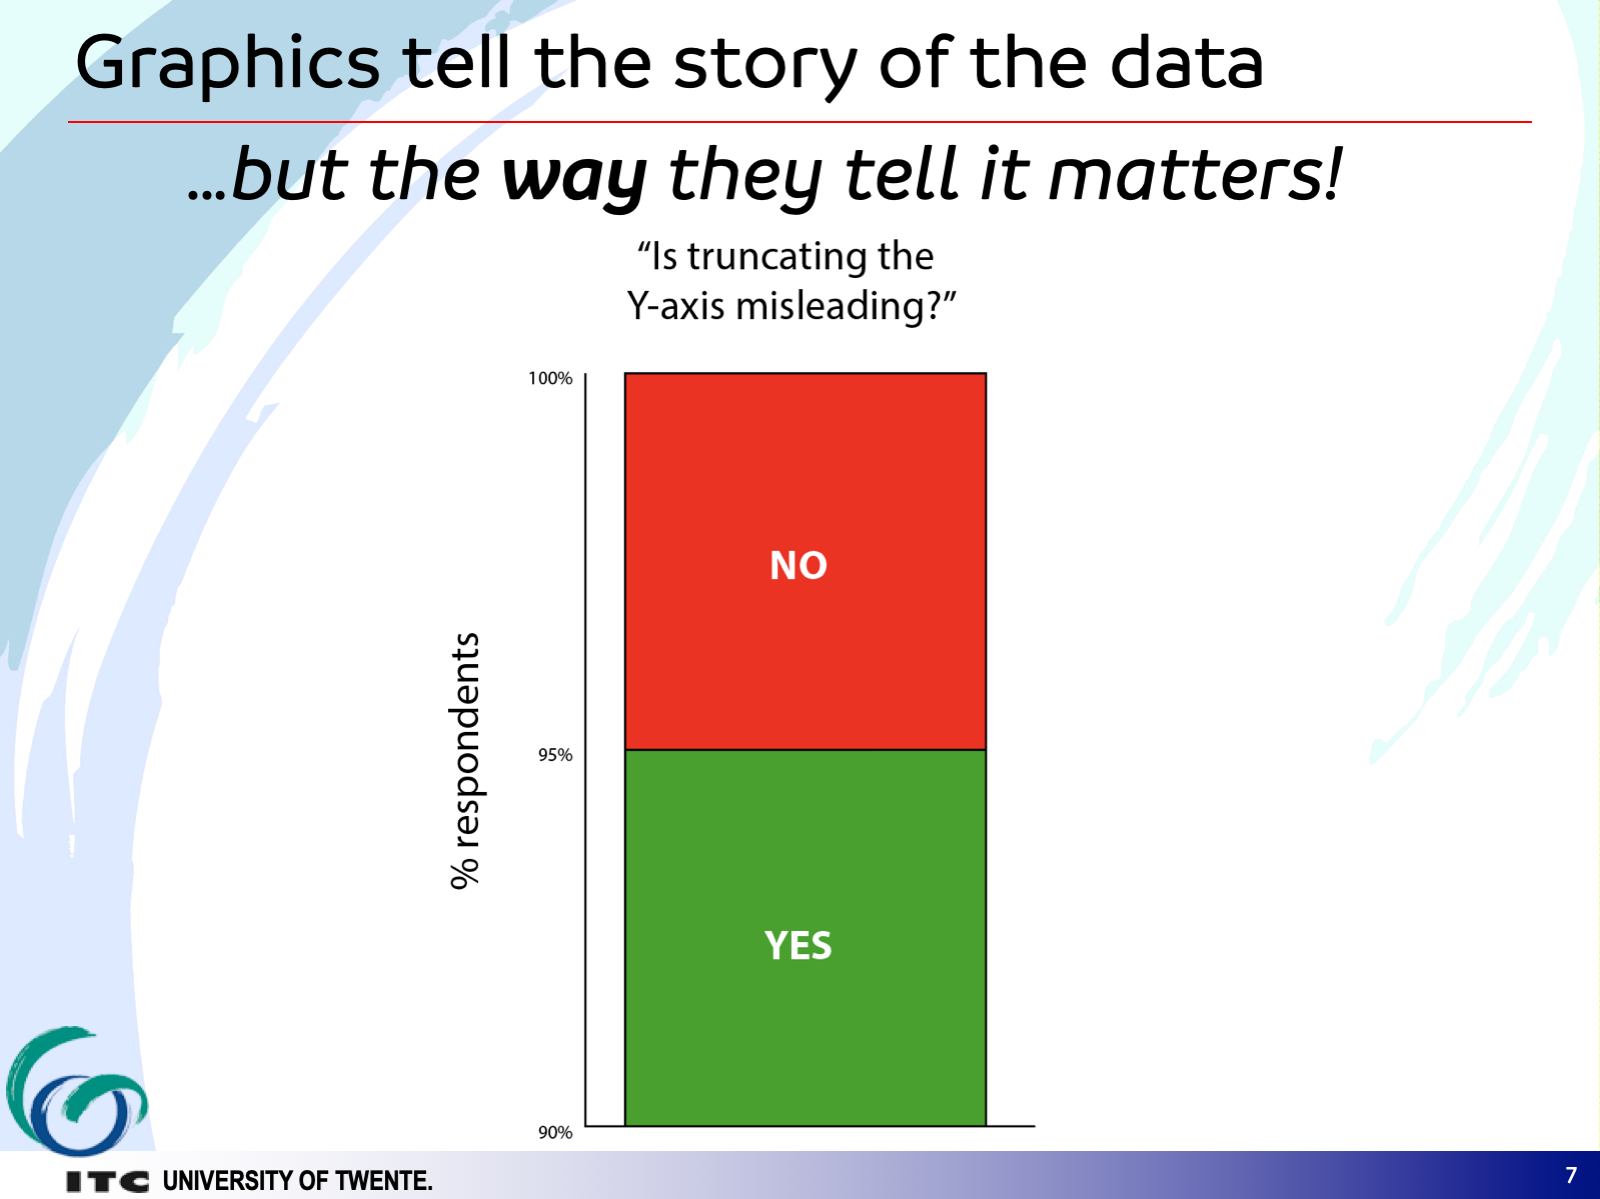 Graphics tell the story of the data
...but the way they tell it matters!
“Is truncating the
Y-axis misleading?”
100%
NO
95%
% respondents
YES
90%
ITC UNIVERSITY OF TWENTE.
7